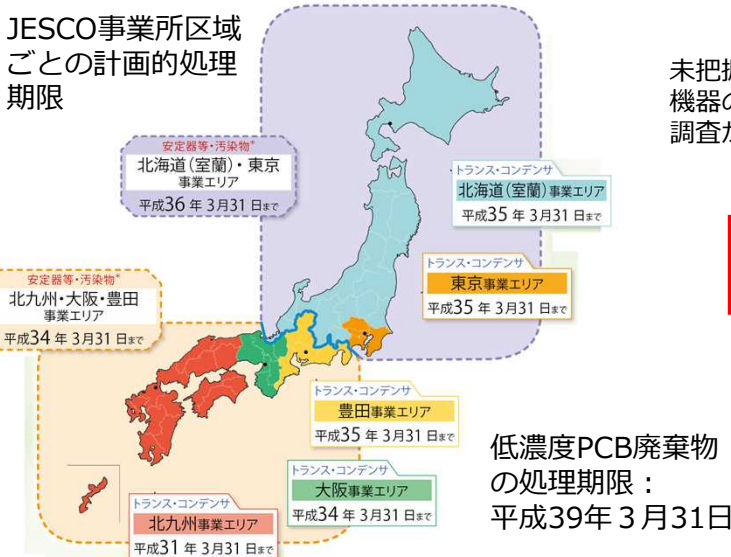 JESCO事業所区域
ごとの計画的処理
期限
安定器等・汚染物*
北海道(室蘭)・東京
事業エリア
平成36年3月31日まで
トランス・コンデンサ
北海道(室蘭)事業エリア
平成35年3月31日まで
トランス・コンデンサ
東京事業エリア
平成35年3月31日まで
安定器等・汚染物*
北九州・大阪・豊田
事業エリア
平成34年3月31日まで
トランス・コンデンサ
豊田事業エリア
平成35年3月31日まで
トランス・コンデンサ
大阪事業エリア
平成34年3月31日まで
トランス・コンデンサ
北九州事業エリア
平成31年3月31日まで
未把
機器の
調査
低濃度PCB廃棄物
の処理期限：
平成39年３月31日